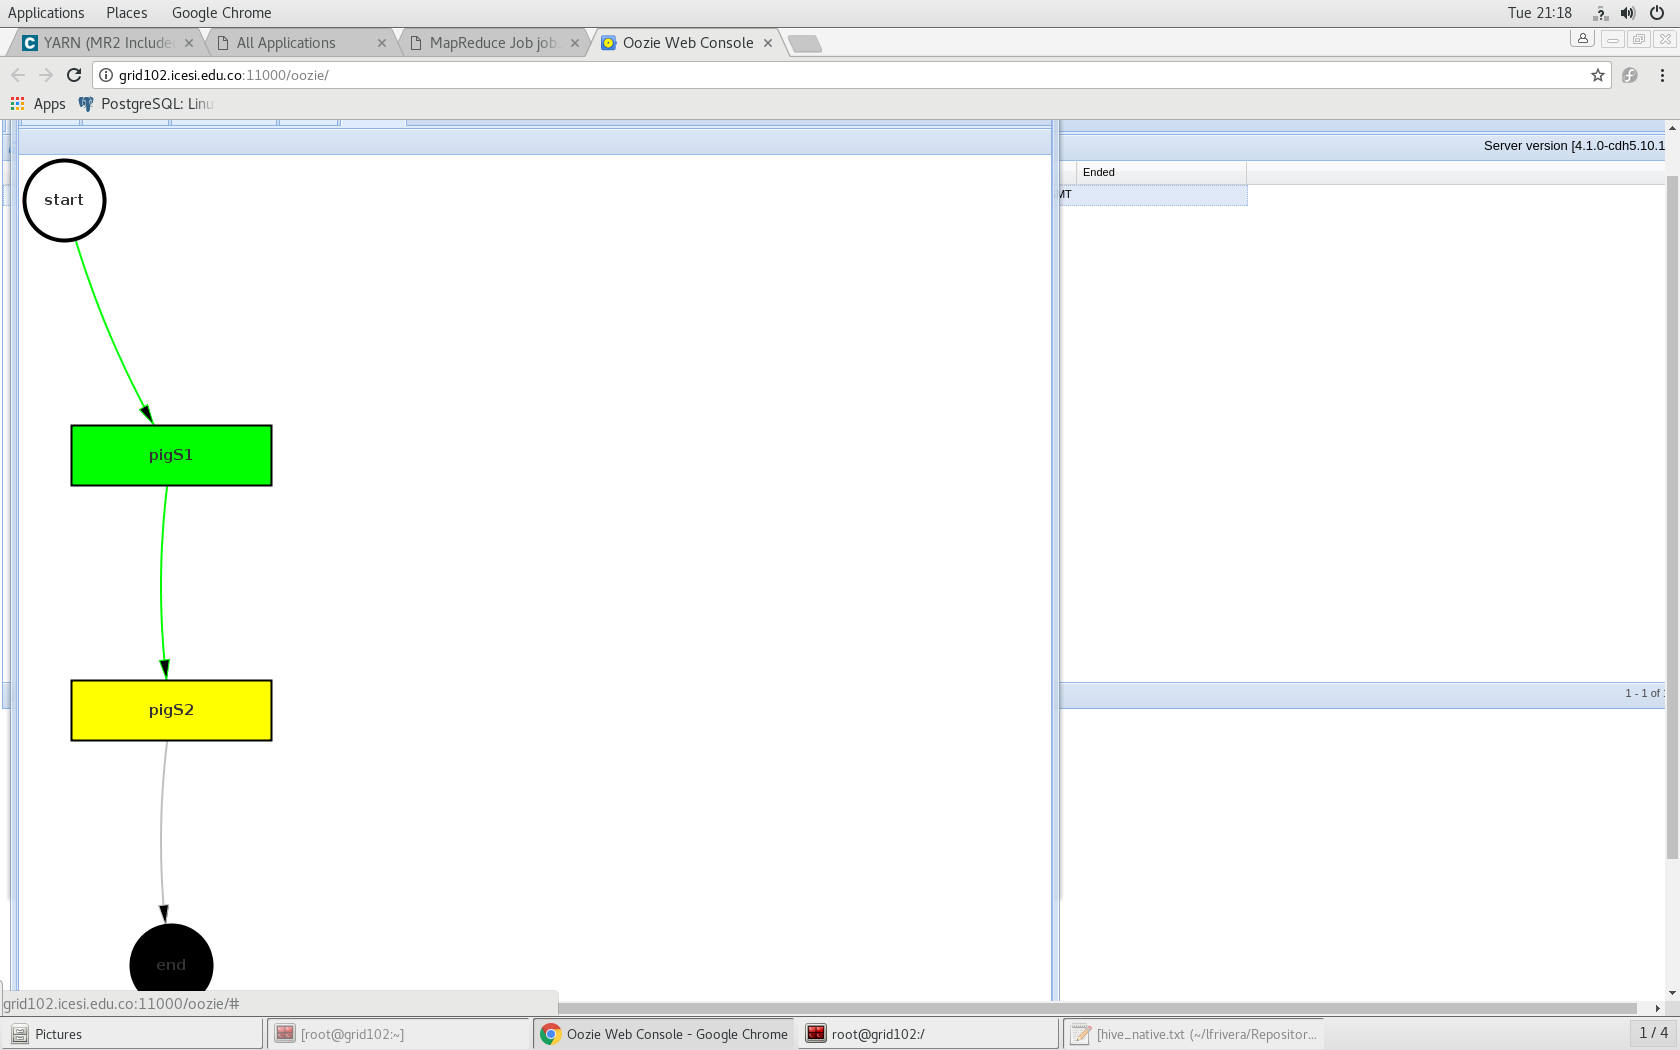 Applications Places Google Chrome Tue 21:18
YARN (MR2 Include All Applications MapReduce Job job_ Oozie Web Console
grid102.icesi.edu.co:11000/oozie/
Apps PostgreSQL: Linu
Server version [4.1.0-cdh5.10.1
Ended
MT
start
pigS1
pigS2
1 - 1 of
end
grid102.icesi.edu.co:11000/oozie/#
Pictures [root@grid102:~] Oozie Web Console - Google Chrome root@grid102:/ [hive_native.txt (~/lfrivera/Repositor... 1 / 4